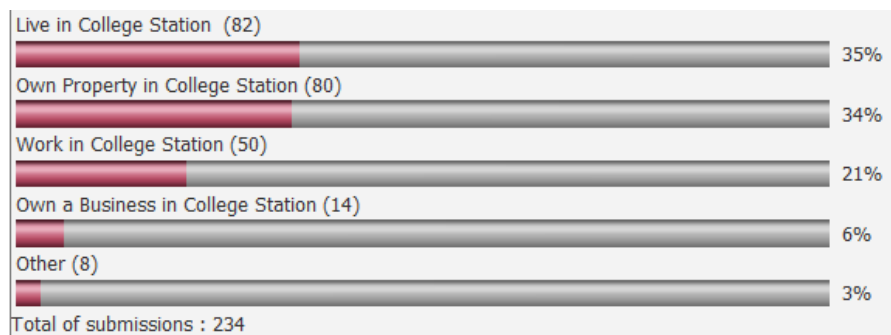 Live in College Station  (82)
35%
Own Property in College Station (80)
34%
Work in College Station (50)
21%
Own a Business in College Station (14)
6%
Other (8)
3%
Total of submissions : 234